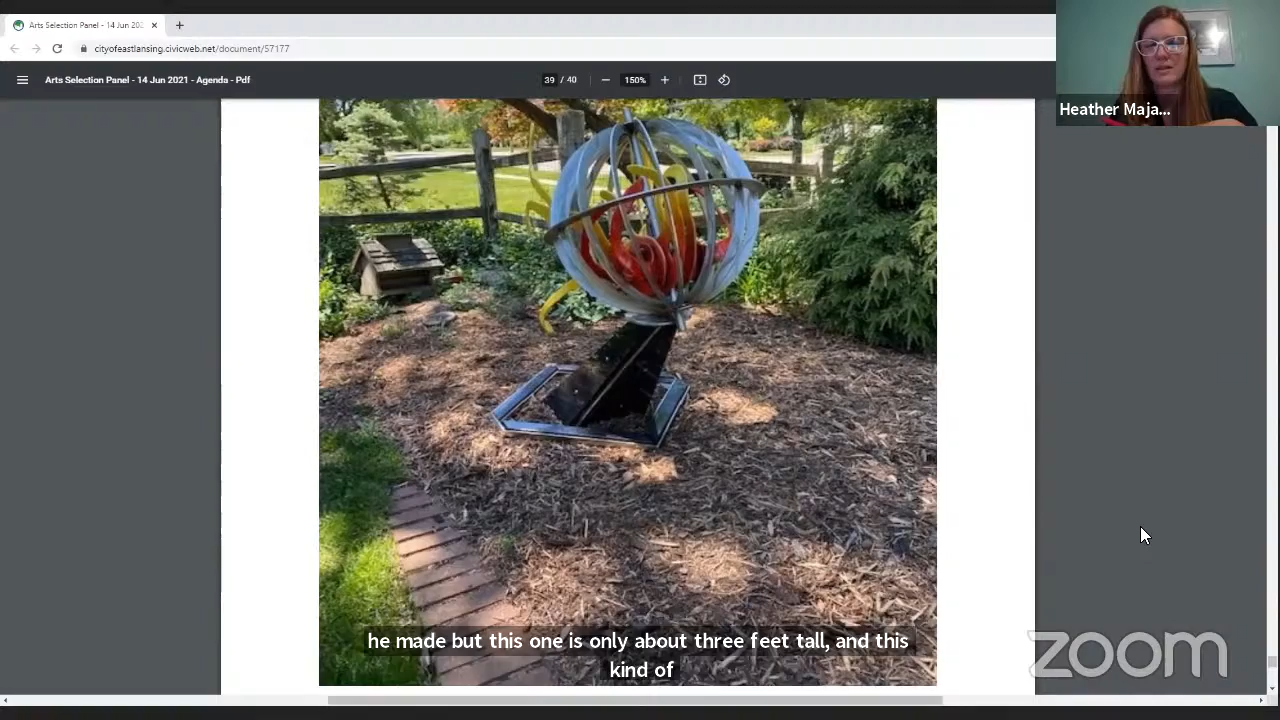 Arts Selection Panel - 14 Jun 202
cityofeastlansing.civicweb.net/document/57177
Arts Selection Panel - 14 Jun 2021 - Agenda - Pdf
39 / 40
150%
Heather Maja...
he made but this one is only about three feet tall, and this
kind of
zoom